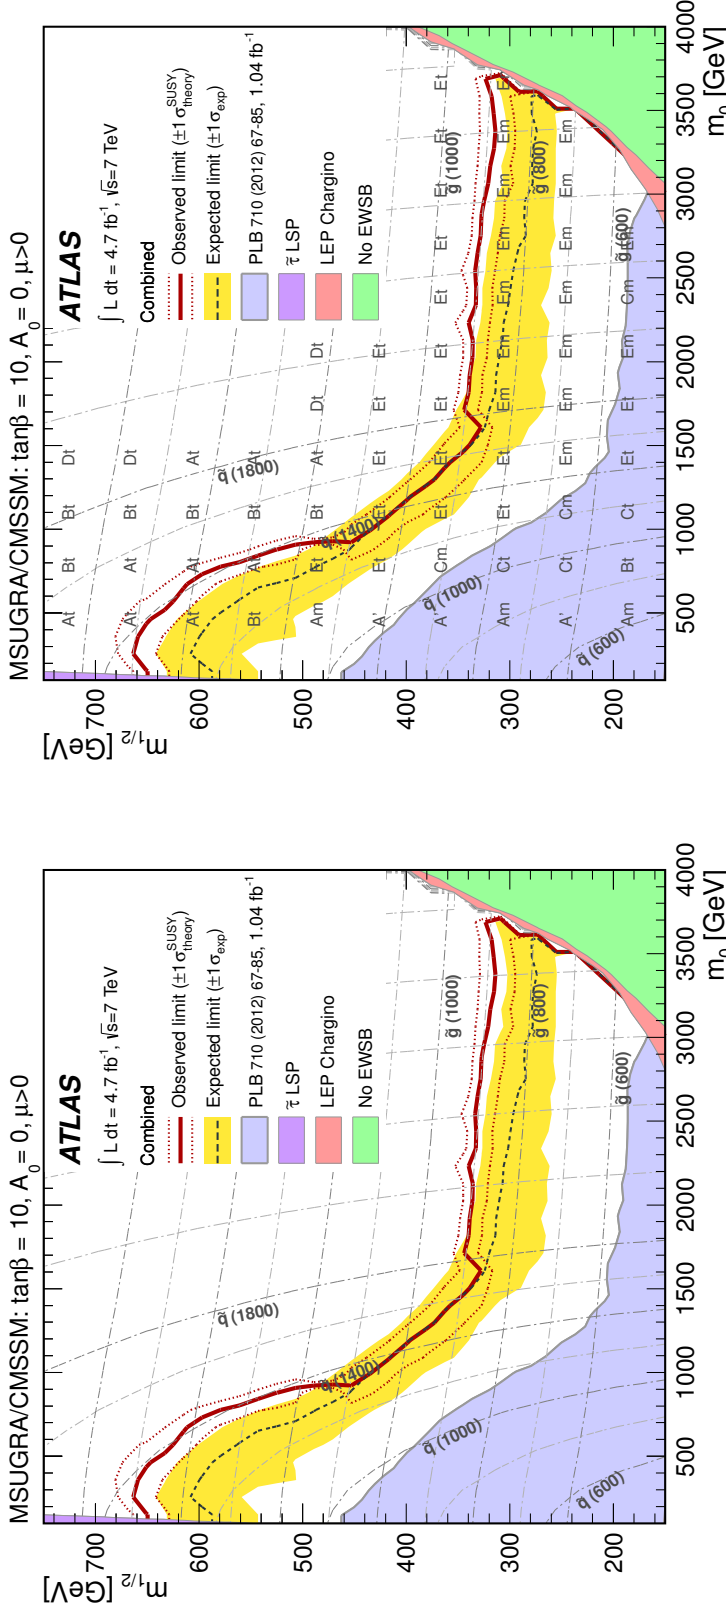 MSUGRA/CMSSM: tanβ = 10, A₀ = 0, μ>0
m₁/₂ [GeV]
700
600
500
400
300
200
ATLAS
∫ L dt = 4.7 fb⁻¹, √s=7 TeV
Combined
Observed limit (±1 σ^SUSY_theory)
Expected limit (±1 σ_exp)
PLB 710 (2012) 67-85, 1.04 fb⁻¹
τ̃ LSP
LEP Chargino
No EWSB
q̃ (1800)
q̃ (1400)
g̃ (1000)
q̃ (1000)
g̃ (800)
q̃ (600)
g̃ (600)
500 1000 1500 2000 2500 3000 3500 4000
m₀ [GeV]
MSUGRA/CMSSM: tanβ = 10, A₀ = 0, μ>0
m₁/₂ [GeV]
700
600
500
400
300
200
ATLAS
∫ L dt = 4.7 fb⁻¹, √s=7 TeV
Combined
Observed limit (±1 σ^SUSY_theory)
Expected limit (±1 σ_exp)
PLB 710 (2012) 67-85, 1.04 fb⁻¹
τ̃ LSP
LEP Chargino
No EWSB
At Bt Bt Dt
At At Bt Dt
At At At At
q̃ (1800)
Bt At Bt At
Am Et Bt At Dt Dt
q̃ (1400)
A' Et Et Et Et Et
A' Cm Et Et Et Et Et Et Et Et Et
g̃ (1000)
q̃ (1000)
Am Ct Et Et Em Em Em Em Em Em
g̃ (800)
A' Ct Cm Em Em Em Em Em Em Em
q̃ (600)
g̃ (600)
Am Bt Ct Et Et Em Cm Em
500 1000 1500 2000 2500 3000 3500 4000
m₀ [GeV]